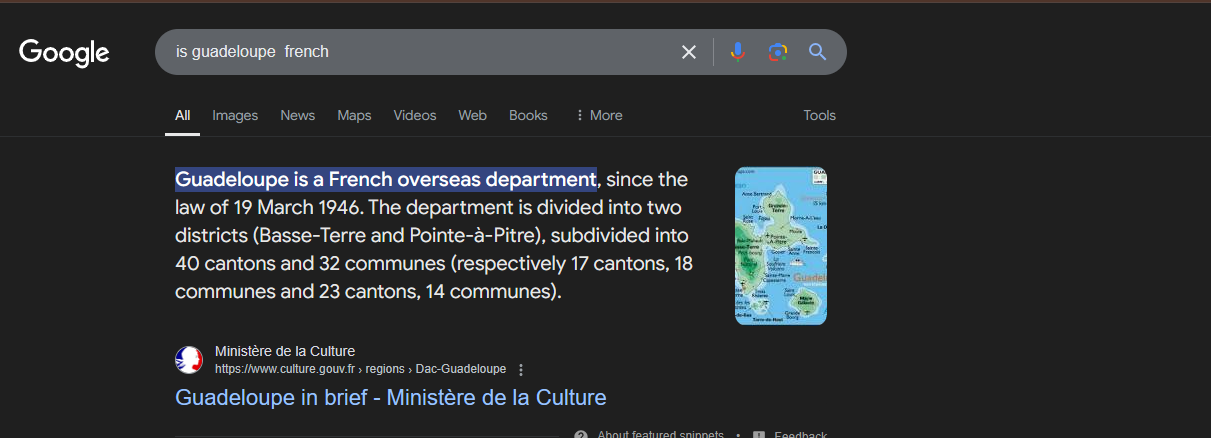 Google
is guadeloupe  french
All Images News Maps Videos Web Books More Tools
Guadeloupe is a French overseas department, since the
law of 19 March 1946. The department is divided into two
districts (Basse-Terre and Pointe-à-Pitre), subdivided into
40 cantons and 32 communes (respectively 17 cantons, 18
communes and 23 cantons, 14 communes).
Ministère de la Culture
https://www.culture.gouv.fr › regions › Dac-Guadeloupe
Guadeloupe in brief - Ministère de la Culture
About featured snippets • Feedback